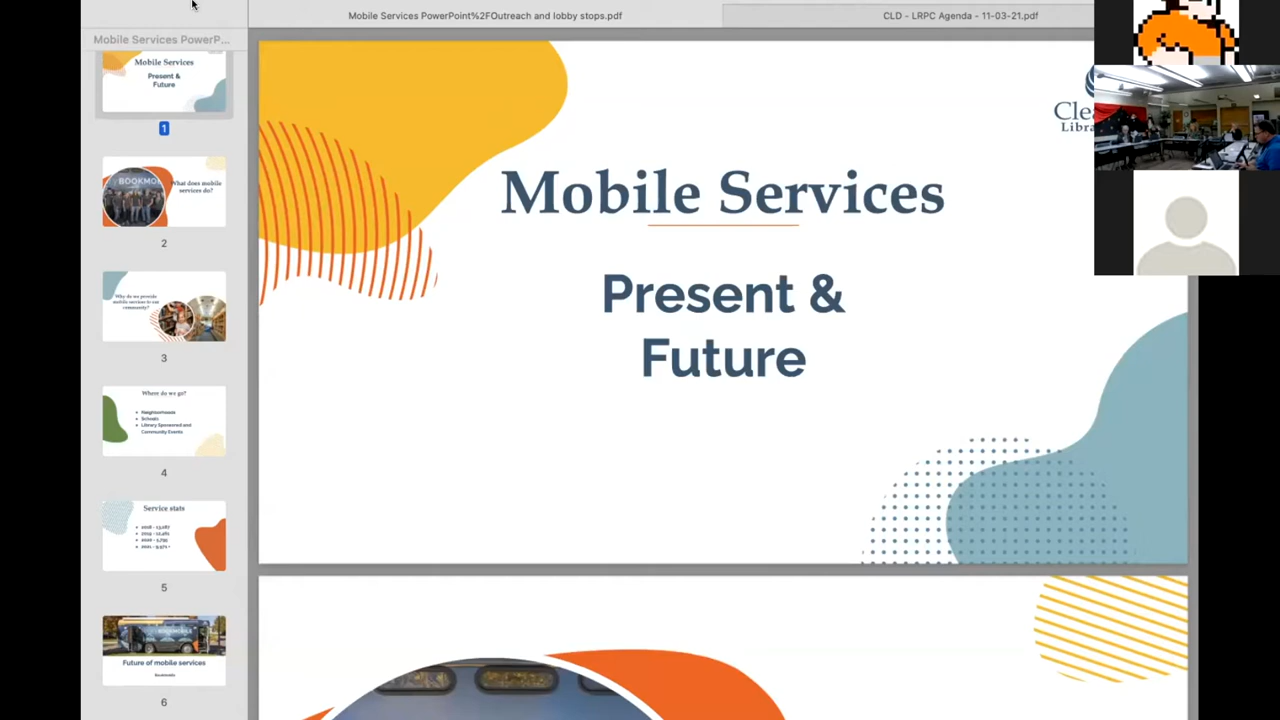 Mobile Services PowerPoint%2FOutreach and lobby stops.pdf
CLD - LRPC Agenda - 11-03-21.pdf
Mobile Services PowerP...
Mobile Services
Present &
Future
1
BOOKMO
What does mobile
services do?
2
Why do we provide
mobile services to our
community?
3
Where do we go?
• Neighborhoods
• Schools
• Library Sponsored and
Community Events
4
Service stats
5
BOOKMOBILE
Future of mobile services
Bookmobile
6
Mobile Services
Present &
Future